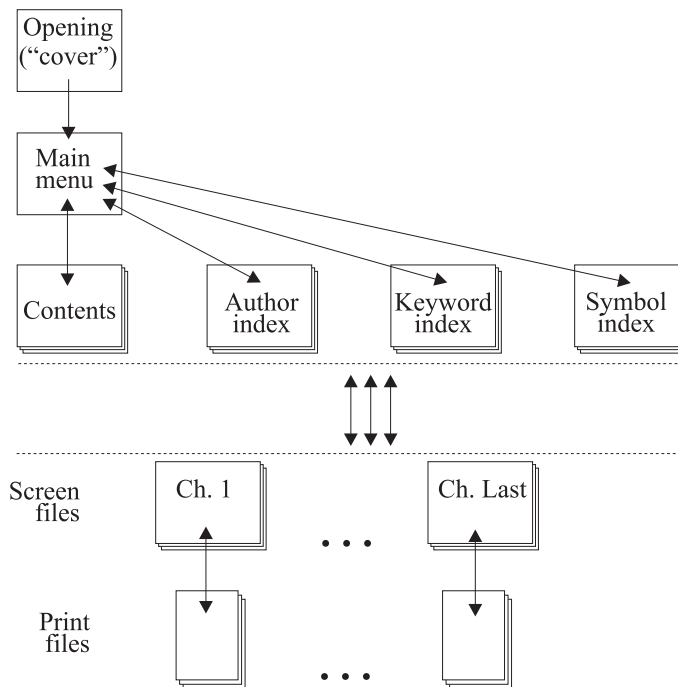 Opening
(“cover”)
Main
menu
Contents
Author
index
Keyword
index
Symbol
index
Screen
files
Ch. 1
Ch. Last
• • •
Print
files
• • •